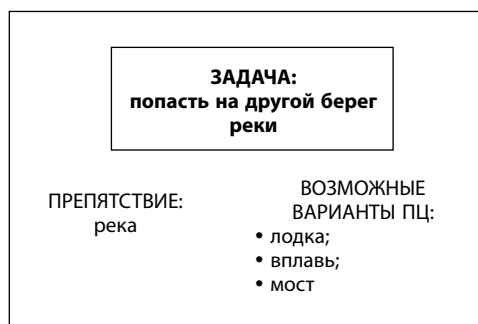 ЗАДАЧА:
попасть на другой берег
реки
ПРЕПЯТСТВИЕ:
река
ВОЗМОЖНЫЕ
ВАРИАНТЫ ПЦ:
• лодка;
• вплавь;
• мост